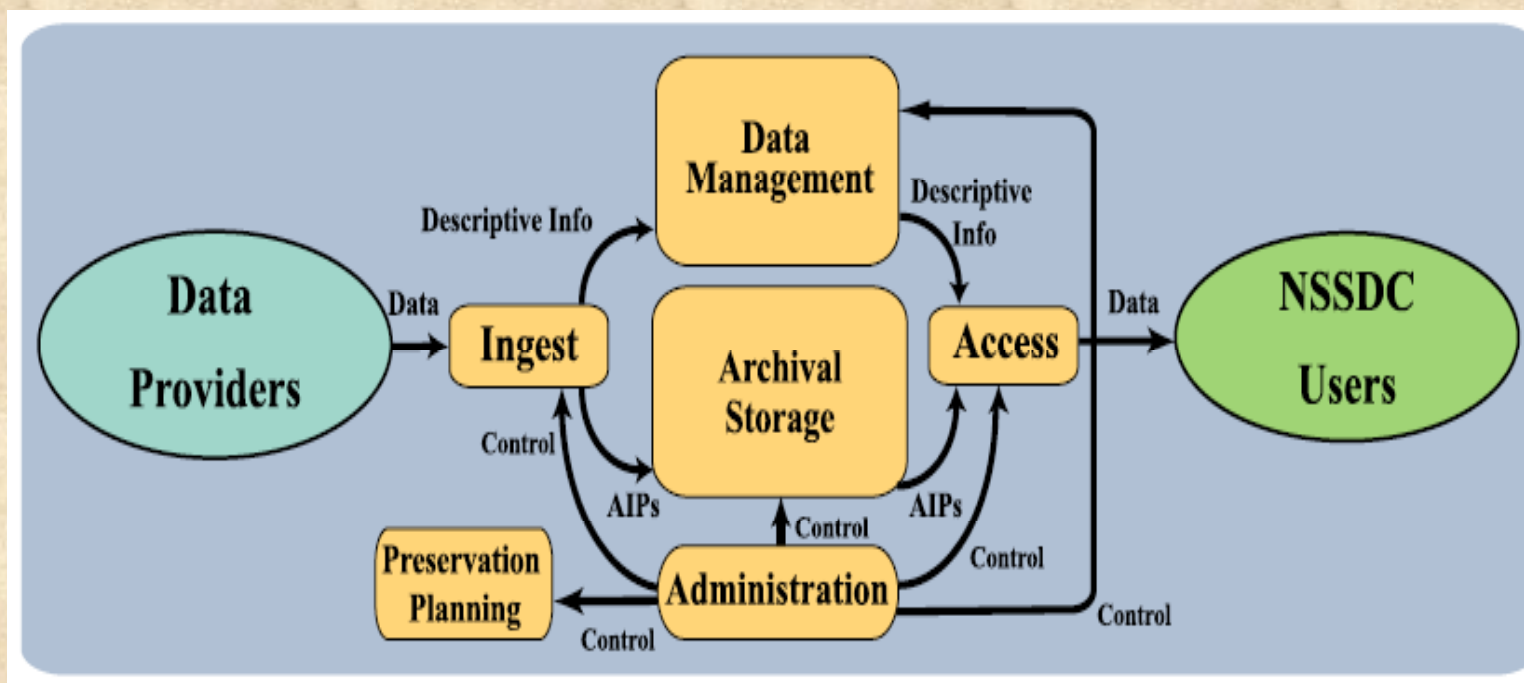 Data
Management
Descriptive Info
Descriptive
Info
Data
Providers
Data
Ingest
Archival
Storage
Access
Data
NSSDC
Users
Control
AIPs
AIPs
Control
Control
Preservation
Planning
Administration
Control
Control